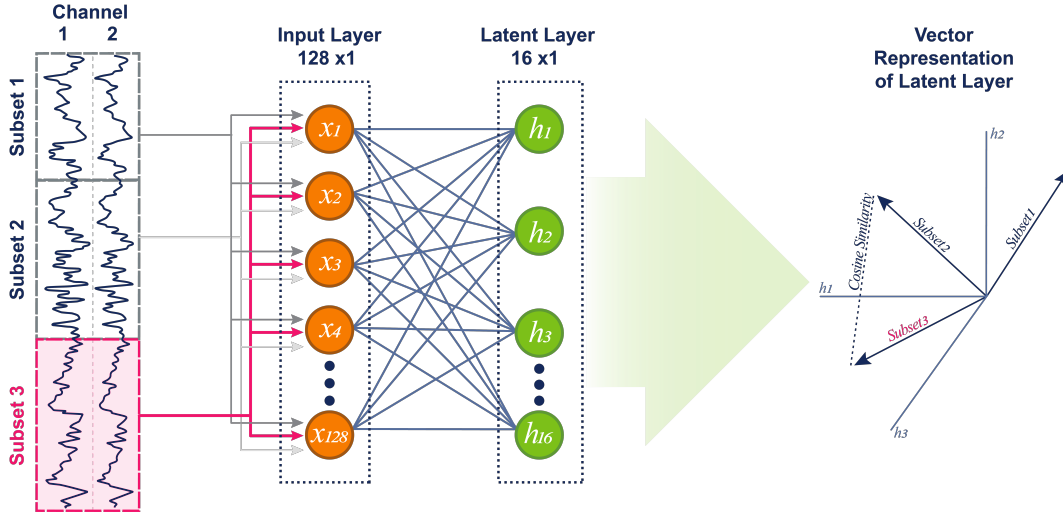 Channel
1 2
Subset 1
Subset 2
Subset 3
Input Layer
128 x1
x1
x2
x3
x4
x128
Latent Layer
16 x1
h1
h2
h3
h16
Vector
Representation
of Latent Layer
h2
h1
h3
Subset1
Subset2
Subset3
Cosine Similarity